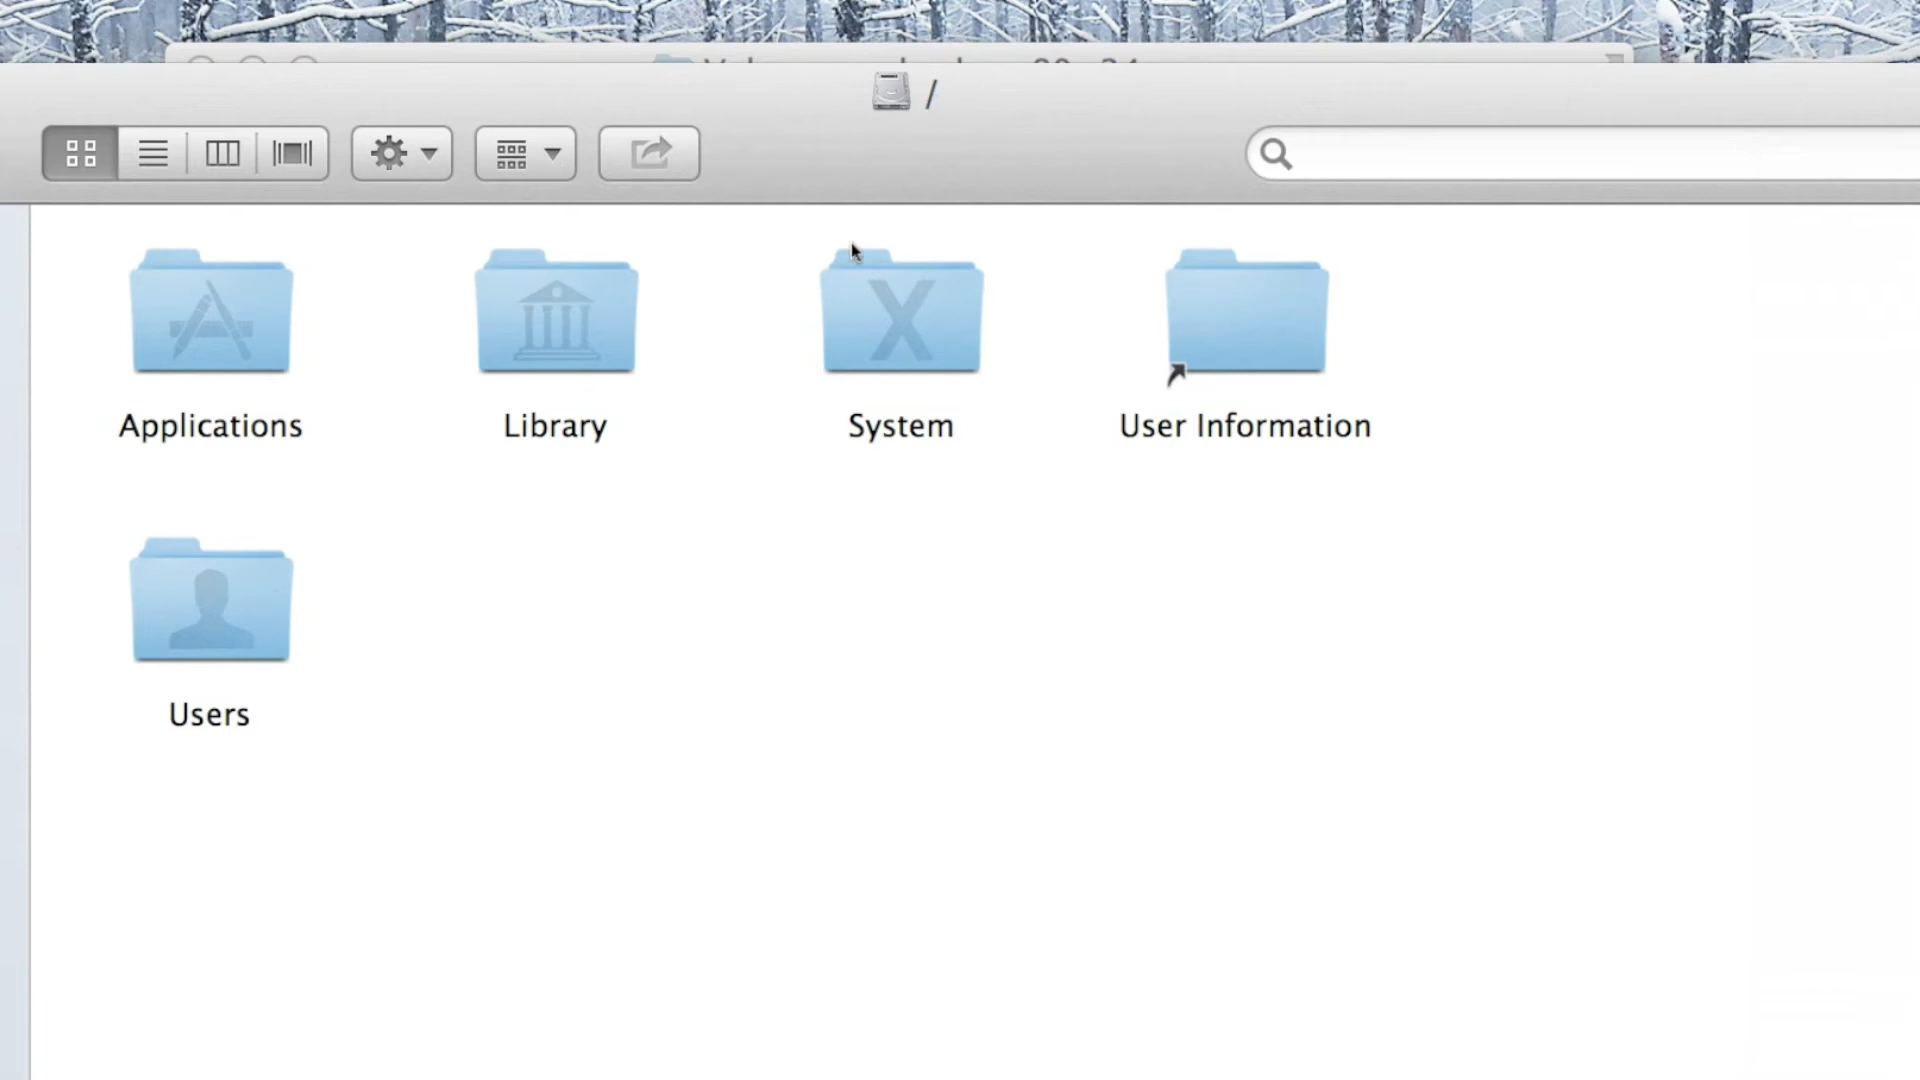 /
Applications
Library
System
User Information
Users